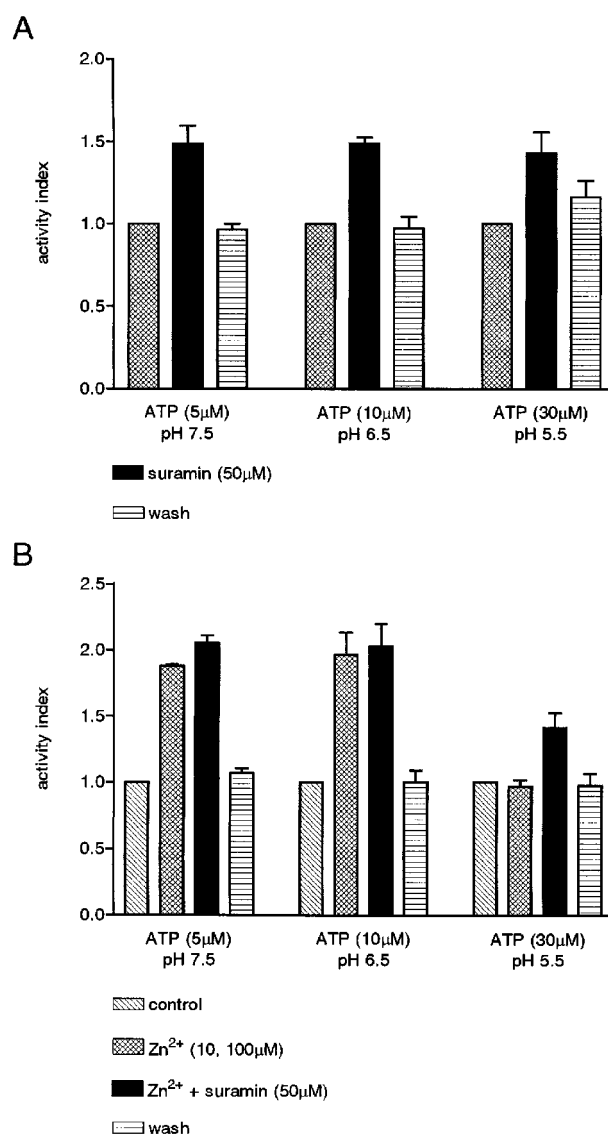 A
2.0
1.5
1.0
0.5
0.0
activity index
ATP (5μM) ATP (10μM) ATP (30μM)
pH 7.5 pH 6.5 pH 5.5
suramin (50μM)
wash
B
2.5
2.0
1.5
1.0
0.5
0.0
activity index
ATP (5μM) ATP (10μM) ATP (30μM)
pH 7.5 pH 6.5 pH 5.5
control
Zn²⁺ (10, 100μM)
Zn²⁺ + suramin (50μM)
wash